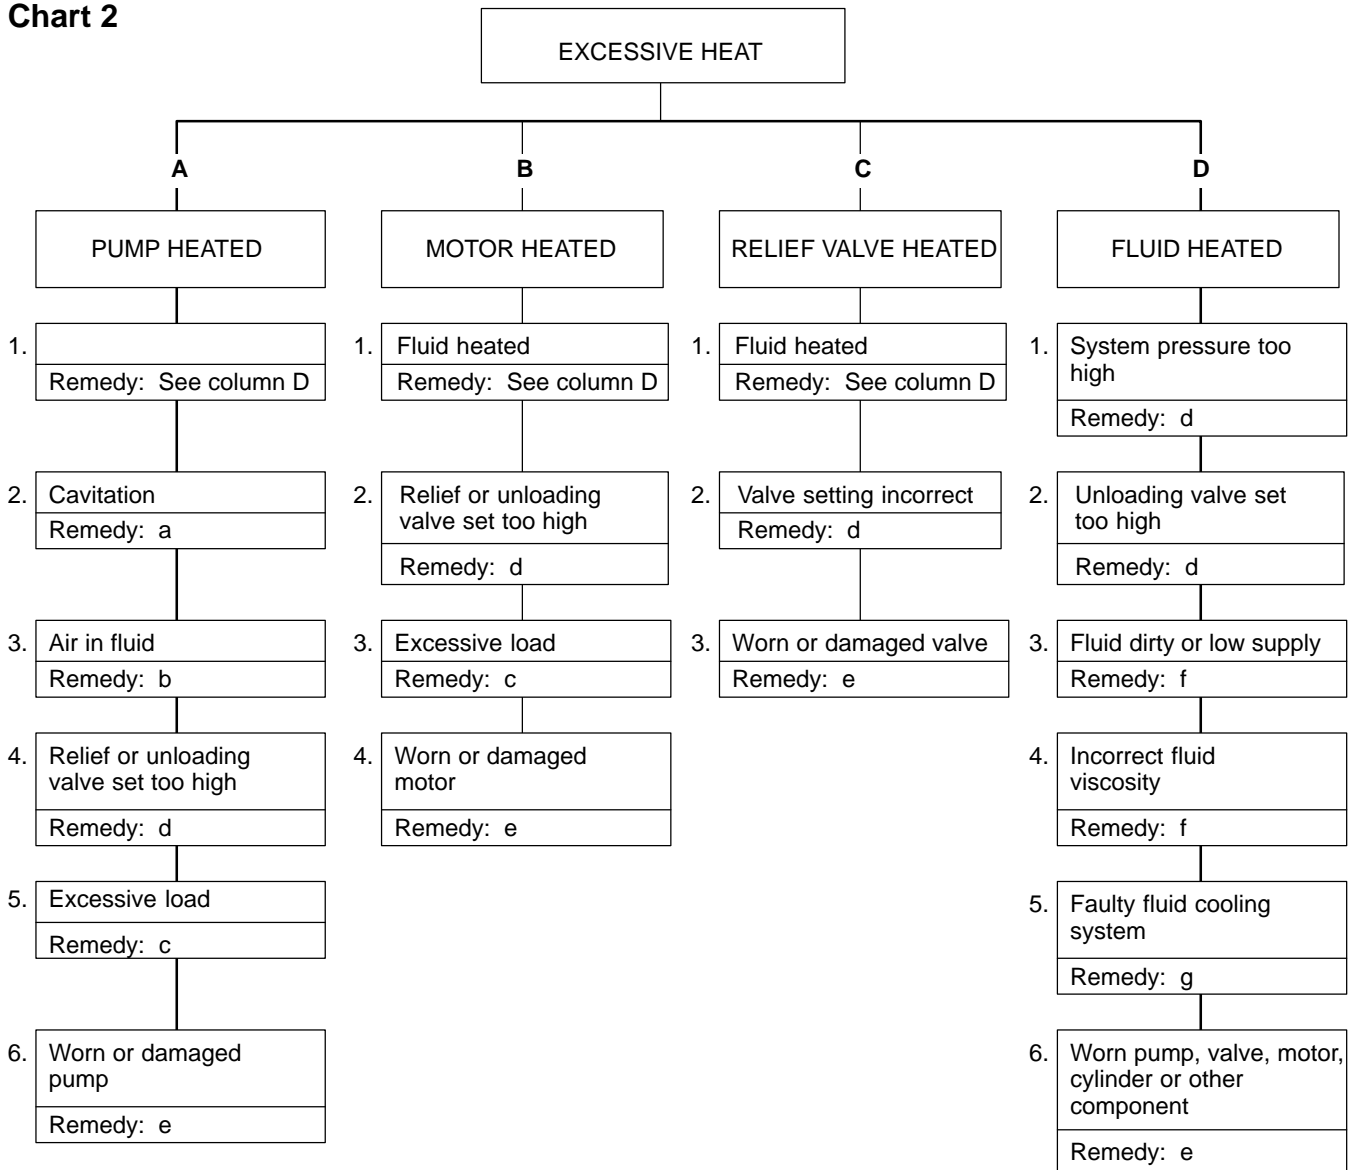 Chart 2
EXCESSIVE HEAT
A
B
C
D
PUMP HEATED
MOTOR HEATED
RELIEF VALVE HEATED
FLUID HEATED
1.
Remedy: See column D
1. Fluid heated
Remedy: See column D
1. Fluid heated
Remedy: See column D
1. System pressure too
high
Remedy: d
2. Cavitation
Remedy: a
2. Relief or unloading
valve set too high
Remedy: d
2. Valve setting incorrect
Remedy: d
2. Unloading valve set
too high
Remedy: d
3. Air in fluid
Remedy: b
3. Excessive load
Remedy: c
3. Worn or damaged valve
Remedy: e
3. Fluid dirty or low supply
Remedy: f
4. Relief or unloading
valve set too high
Remedy: d
4. Worn or damaged
motor
Remedy: e
4. Incorrect fluid
viscosity
Remedy: f
5. Excessive load
Remedy: c
5. Faulty fluid cooling
system
Remedy: g
6. Worn or damaged
pump
Remedy: e
6. Worn pump, valve, motor,
cylinder or other
component
Remedy: e